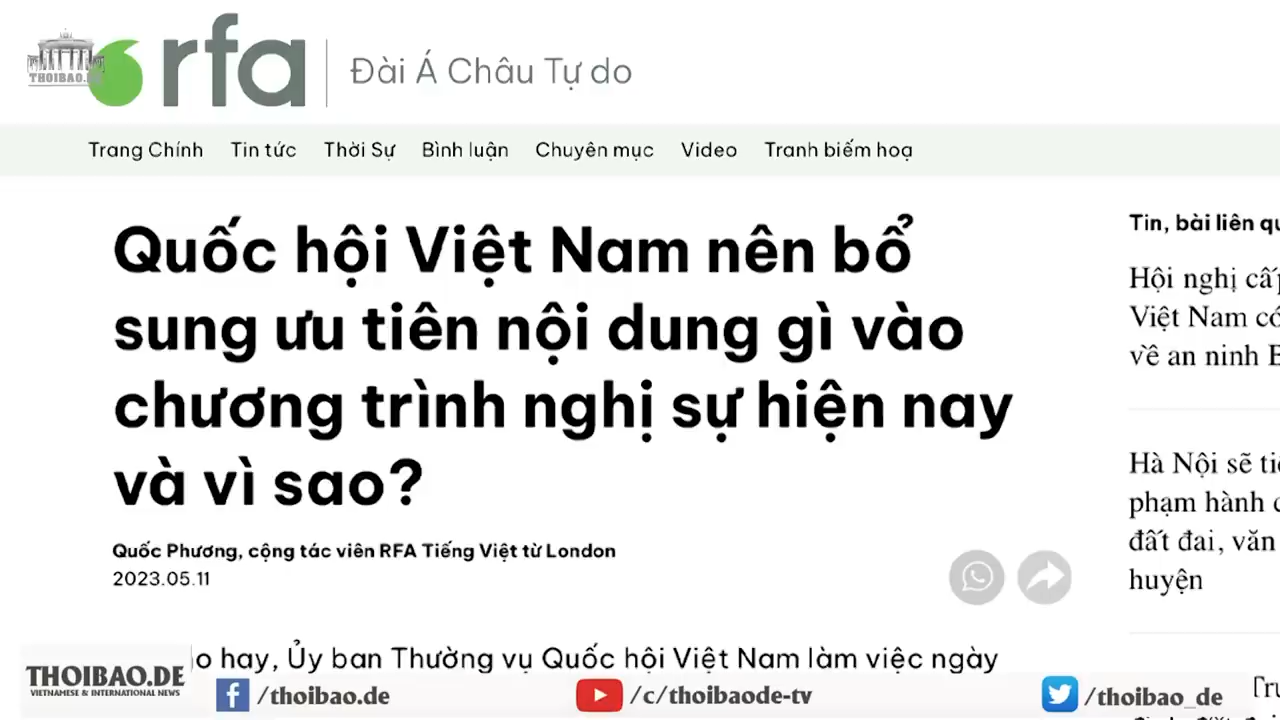 THOIBAO.DE
rfa
Đài Á Châu Tự do
Trang Chính Tin tức Thời Sự Bình luận Chuyên mục Video Tranh biếm hoạ
Quốc hội Việt Nam nên bổ
sung ưu tiên nội dung gì vào
chương trình nghị sự hiện nay
và vì sao?
Quốc Phương, cộng tác viên RFA Tiếng Việt từ London
2023.05.11
hay, Ủy ban Thường vụ Quốc hội Việt Nam làm việc ngày
Tin, bài liên
Hội nghị
Việt Nam có
về an ninh
Hà Nội sẽ
phạm hành
đất đai, văn
huyện
THOIBAO.DE
VIETNAMESE & INTERNATIONAL NEWS
/thoibao.de
/c/thoibaode-tv
/thoibao_de